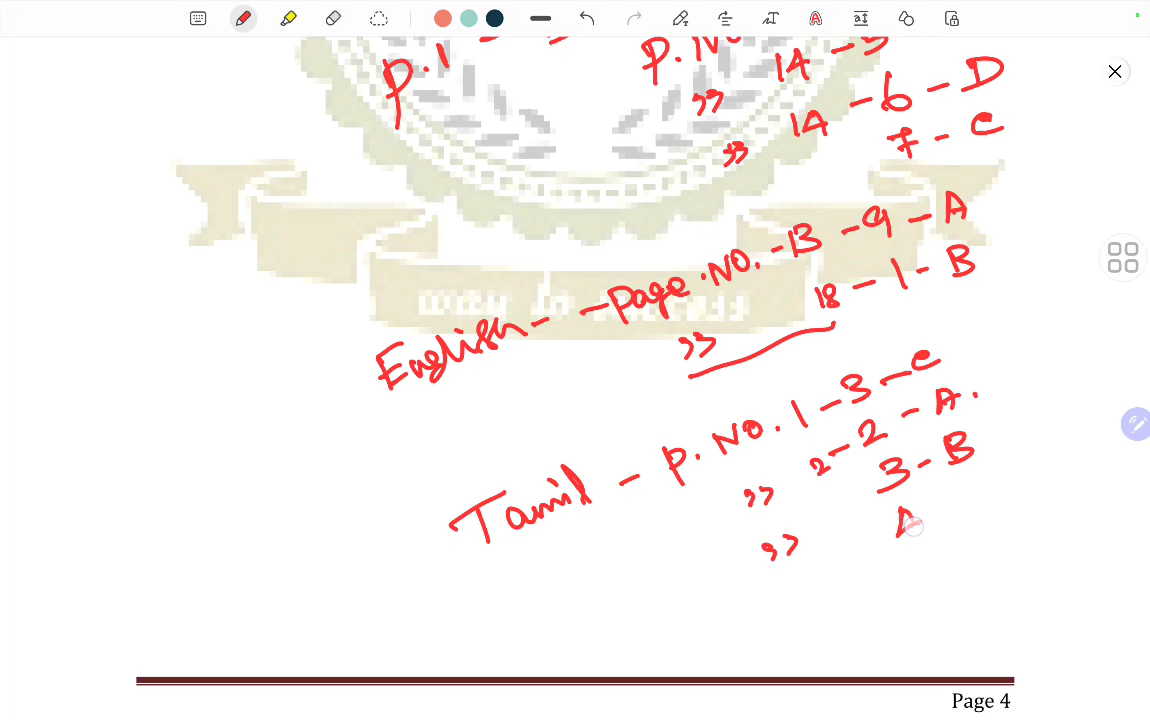 P.1
P. No
14 - 5
" 14 - 6 - D
" 7 - C
English - - Page. NO. - 13 - 9 - A
" 18 - 1 - B
Tamil - P. NO. 1 - 3 - C
" 2 - 2 - A.
" 3 - B
Page 4